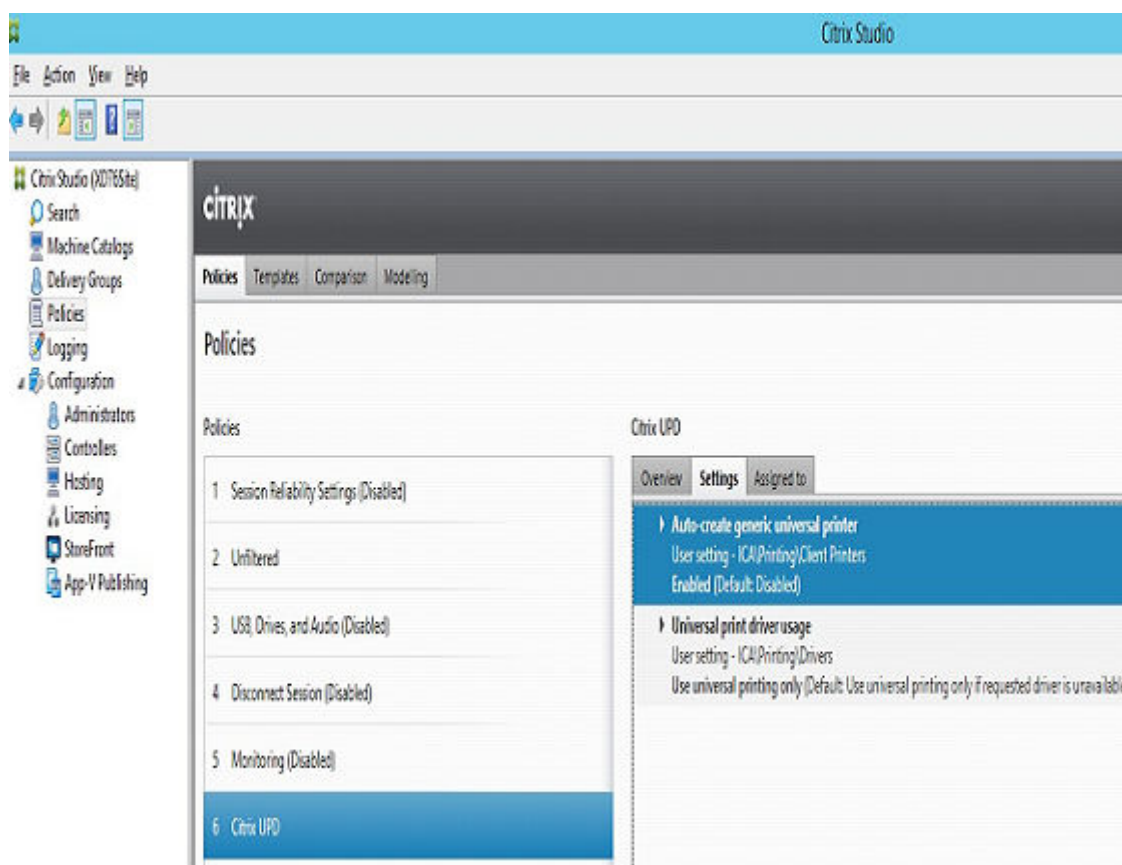 Citrix Studio
File Action View Help
Citrix Studio (XD76Site)
Search
Machine Catalogs
Delivery Groups
Policies
Logging
Configuration
Administrators
Controllers
Hosting
Licensing
StoreFront
App-V Publishing
CITRIX
Policies Templates Comparison Modelling
Policies
Policies
1 Session Reliability Settings (Disabled)
2 Unfiltered
3 USB, Drives, and Audio (Disabled)
4 Disconnect Session (Disabled)
5 Monitoring (Disabled)
6 Citrix UPD
Citrix UPD
Overview Settings Assigned to
Auto-create generic universal printer
User setting - ICA\Printing\Client Printers
Enabled (Default: Disabled)
Universal print driver usage
User setting - ICA\Printing\Drivers
Use universal printing only (Default: Use universal printing only if requested driver is unavailabl